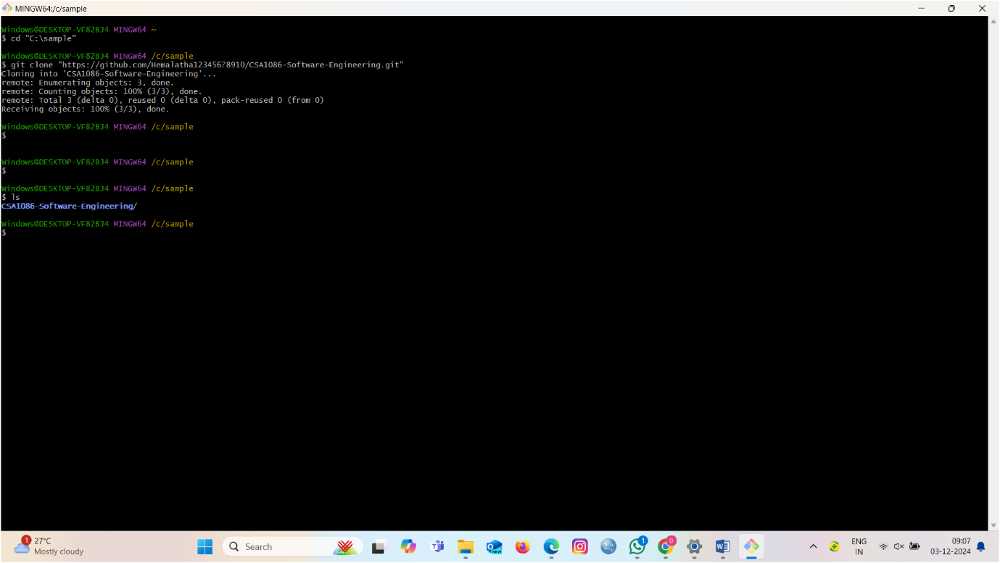 MINGW64:/c/sample
Windows@DESKTOP-VF82BJ4 MINGW64 ~
$ cd "C:\sample"
Windows@DESKTOP-VF82BJ4 MINGW64 /c/sample
$ git clone "https://github.com/Hemalatha12345678910/CSA1086-Software-Engineering.git"
Cloning into 'CSA1086-Software-Engineering'...
remote: Enumerating objects: 3, done.
remote: Counting objects: 100% (3/3), done.
remote: Total 3 (delta 0), reused 0 (delta 0), pack-reused 0 (from 0)
Receiving objects: 100% (3/3), done.
Windows@DESKTOP-VF82BJ4 MINGW64 /c/sample
$
Windows@DESKTOP-VF82BJ4 MINGW64 /c/sample
$
Windows@DESKTOP-VF82BJ4 MINGW64 /c/sample
$ ls
CSA1086-Software-Engineering/
Windows@DESKTOP-VF82BJ4 MINGW64 /c/sample
$
1
27°C
Mostly cloudy
Search
NEW
1
0
ENG
IN
09:07
03-12-2024